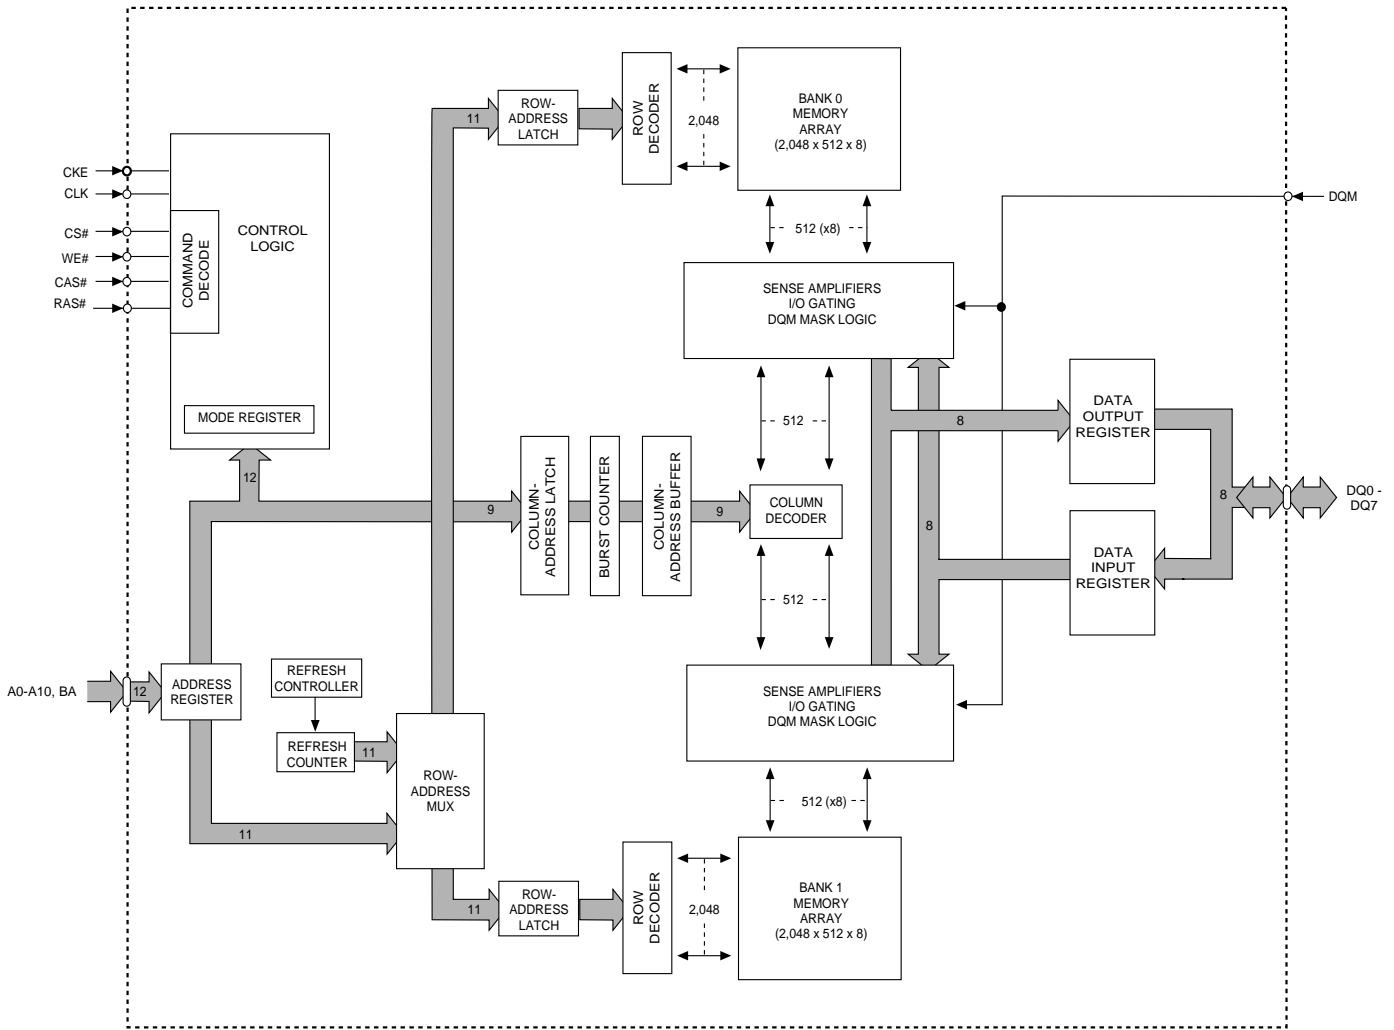 ROW-
ADDRESS
LATCH
11
ROW
DECODER
2,048
BANK 0
MEMORY
ARRAY
(2,048 x 512 x 8)
CKE
CLK
CS#
WE#
CAS#
RAS#
COMMAND
DECODE
CONTROL
LOGIC
MODE REGISTER
12
512 (x8)
DQM
SENSE AMPLIFIERS
I/O GATING
DQM MASK LOGIC
512
8
DATA
OUTPUT
REGISTER
9
COLUMN-
ADDRESS LATCH
BURST COUNTER
COLUMN-
ADDRESS BUFFER
9
COLUMN
DECODER
8
8
DQ0 -
DQ7
DATA
INPUT
REGISTER
512
A0-A10, BA
12
ADDRESS
REGISTER
REFRESH
CONTROLLER
REFRESH
COUNTER
11
ROW-
ADDRESS
MUX
11
SENSE AMPLIFIERS
I/O GATING
DQM MASK LOGIC
512 (x8)
11
ROW-
ADDRESS
LATCH
ROW
DECODER
2,048
BANK 1
MEMORY
ARRAY
(2,048 x 512 x 8)